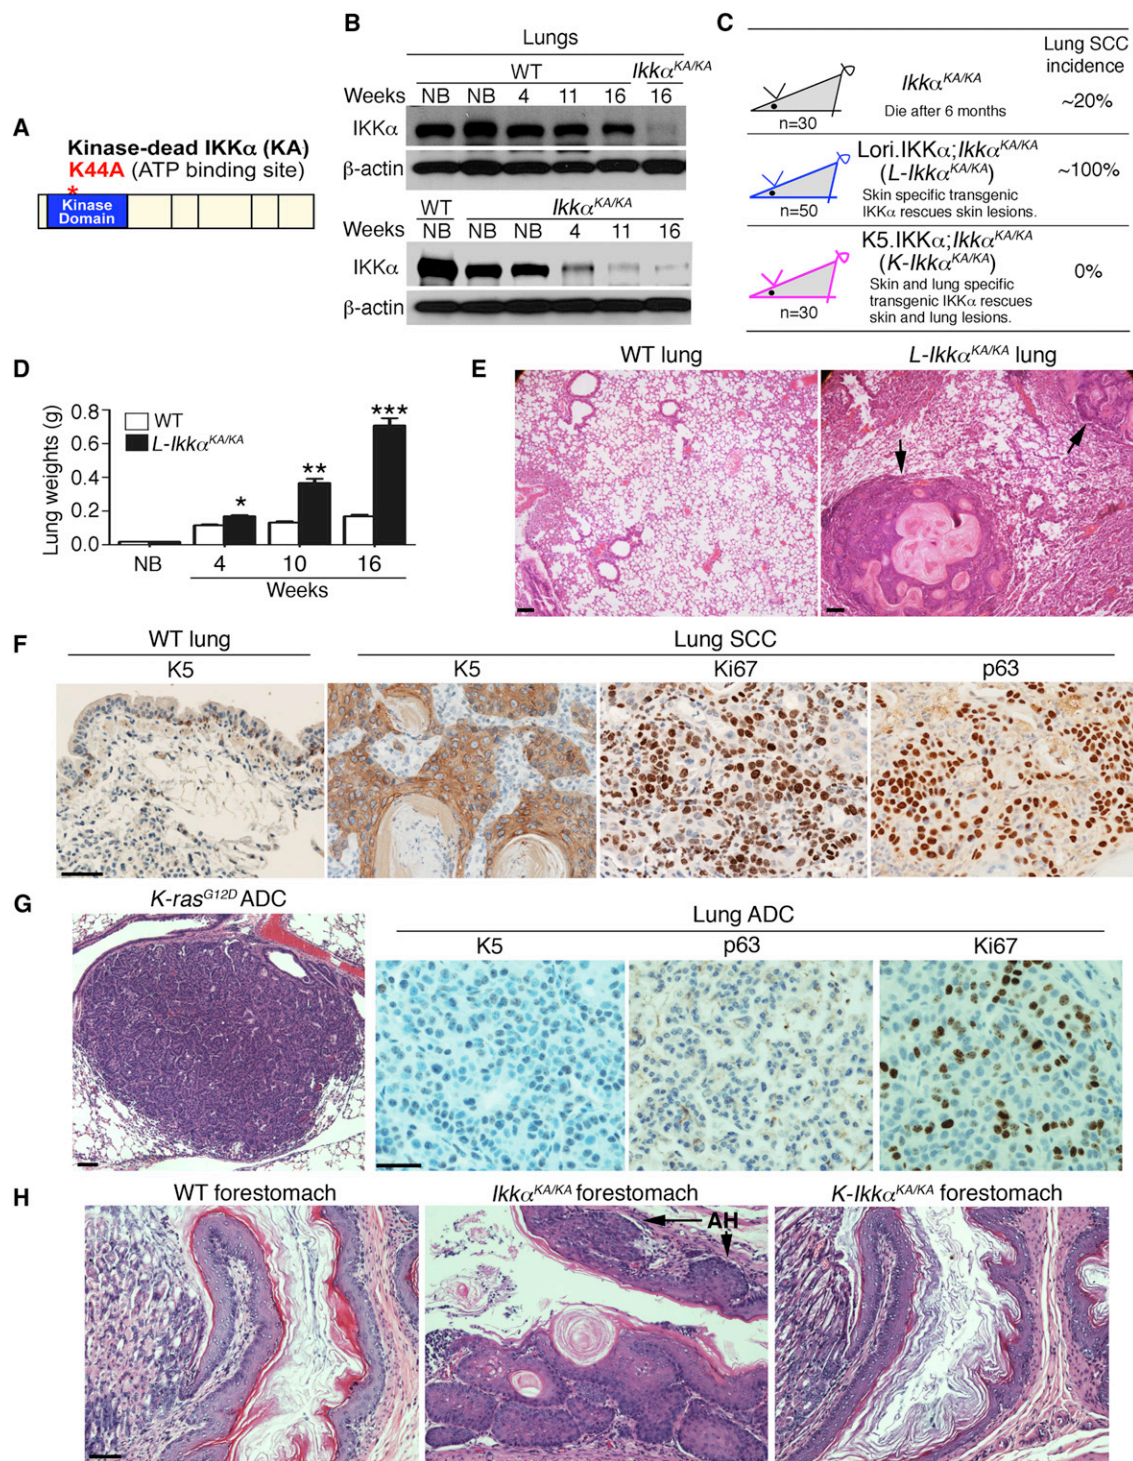 A
Kinase-dead IKKα (KA)
K44A (ATP binding site)
*
Kinase
Domain
B
Lungs
WT Ikkα^KA/KA
Weeks NB NB 4 11 16 16
IKKα
β-actin
WT Ikkα^KA/KA
Weeks NB NB NB 4 11 16
IKKα
β-actin
C
Lung SCC
incidence
Ikkα^KA/KA
Die after 6 months
n=30
~20%
Lori.IKKα;Ikkα^KA/KA
(L-Ikkα^KA/KA)
Skin specific transgenic
IKKα rescues skin lesions.
n=50
~100%
K5.IKKα;Ikkα^KA/KA
(K-Ikkα^KA/KA)
Skin and lung specific
transgenic IKKα rescues
skin and lung lesions.
n=30
0%
D
Lung weights (g)
0.8
0.6
0.4
0.2
0.0
WT
L-Ikkα^KA/KA
* ** ***
NB 4 10 16
Weeks
E
WT lung L-Ikkα^KA/KA lung
F
WT lung Lung SCC
K5 K5 Ki67 p63
G
K-ras^G12D ADC Lung ADC
K5 p63 Ki67
H
WT forestomach Ikkα^KA/KA forestomach K-Ikkα^KA/KA forestomach
AH